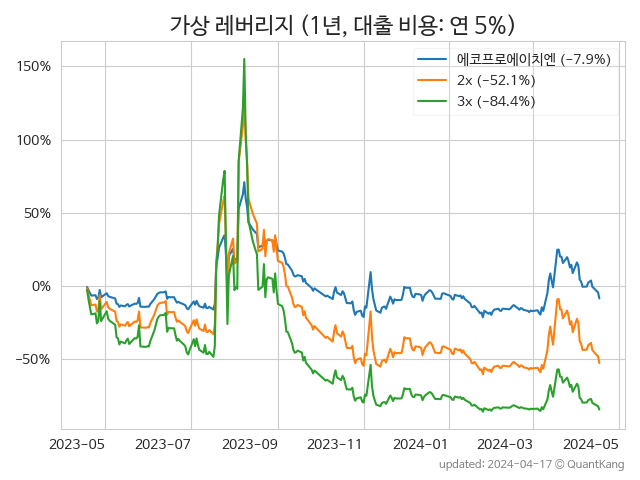 가상 레버리지 (1년, 대출 비용: 연 5%)
에코프로에이치엔 (−7.9%)
2x (−52.1%)
3x (−84.4%)
150%
100%
50%
0%
−50%
2023-05 2023-07 2023-09 2023-11 2024-01 2024-03 2024-05
updated: 2024-04-17 © QuantKang